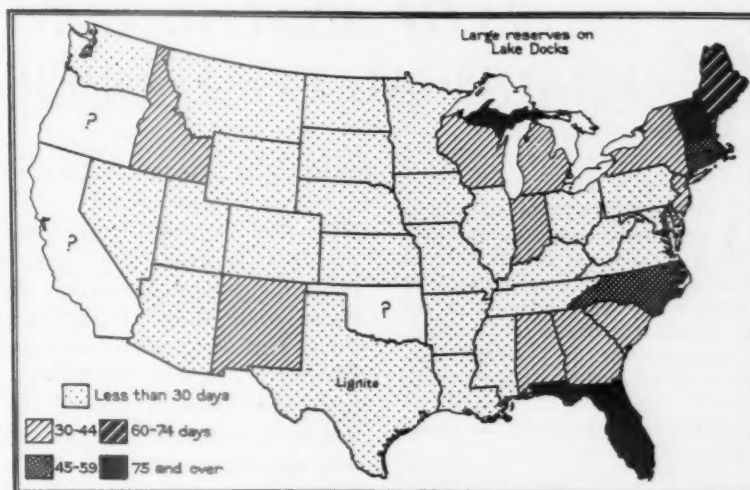 Large reserves on
Lake Docks
?
?
?
Lignite
Less than 30 days
30-44
60-74 days
45-59
75 and over